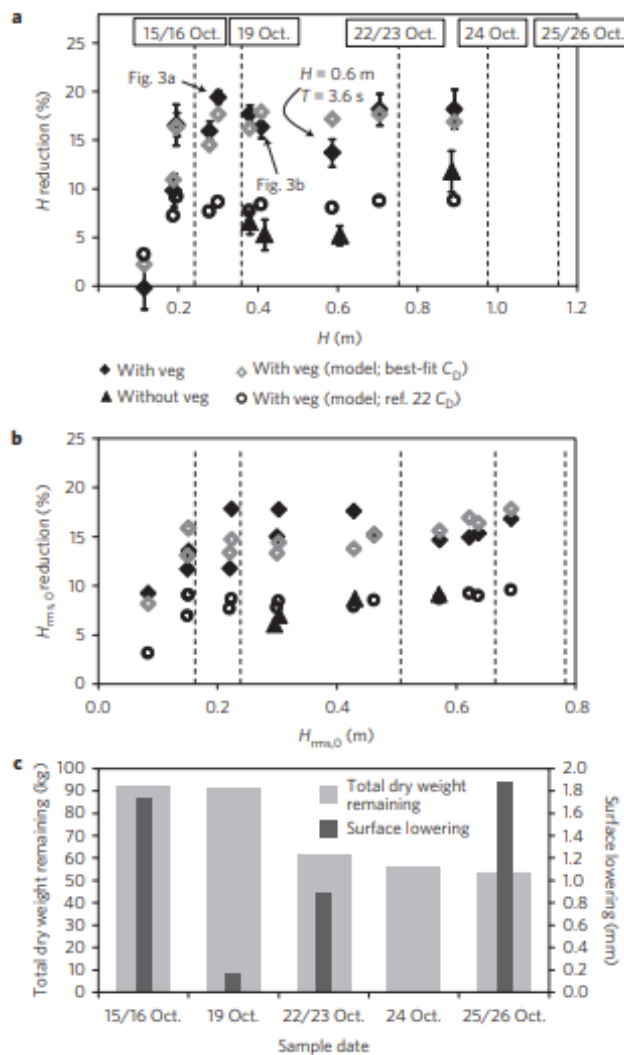 a
15/16 Oct.
19 Oct.
22/23 Oct.
24 Oct.
25/26 Oct.
25
20
15
10
5
0
H reduction (%)
Fig. 3a
H = 0.6 m
T = 3.6 s
Fig. 3b
0.2
0.4
0.6
0.8
1.0
1.2
H (m)
With veg
With veg (model; best-fit CD)
Without veg
With veg (model; ref. 22 CD)
b
25
20
15
10
5
0
Hrms,0 reduction (%)
0.0
0.2
0.4
0.6
0.8
Hrms,0 (m)
c
100
90
80
70
60
50
40
30
20
10
0
Total dry weight remaining (kg)
Total dry weight
remaining
Surface lowering
2.0
1.8
1.6
1.4
1.2
1.0
0.8
0.6
0.4
0.2
0
Surface lowering (mm)
15/16 Oct.
19 Oct.
22/23 Oct.
24 Oct.
25/26 Oct.
Sample date